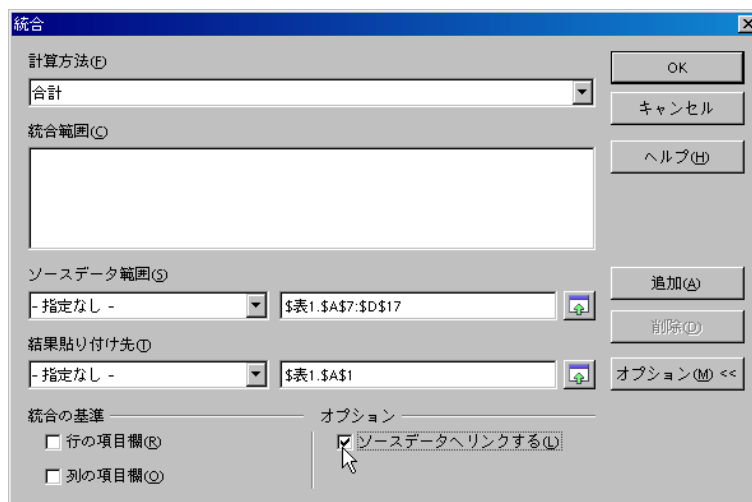 統合
計算方法(F)
合計
統合範囲(C)
ソースデータ範囲(S)
- 指定なし -
$表1.$A$7:$D$17
結果貼り付け先(T)
- 指定なし -
$表1.$A$1
統合の基準
行の項目欄(R)
列の項目欄(O)
オプション
ソースデータへリンクする(L)
OK
キャンセル
ヘルプ(H)
追加(A)
削除(D)
オプション(M) <<